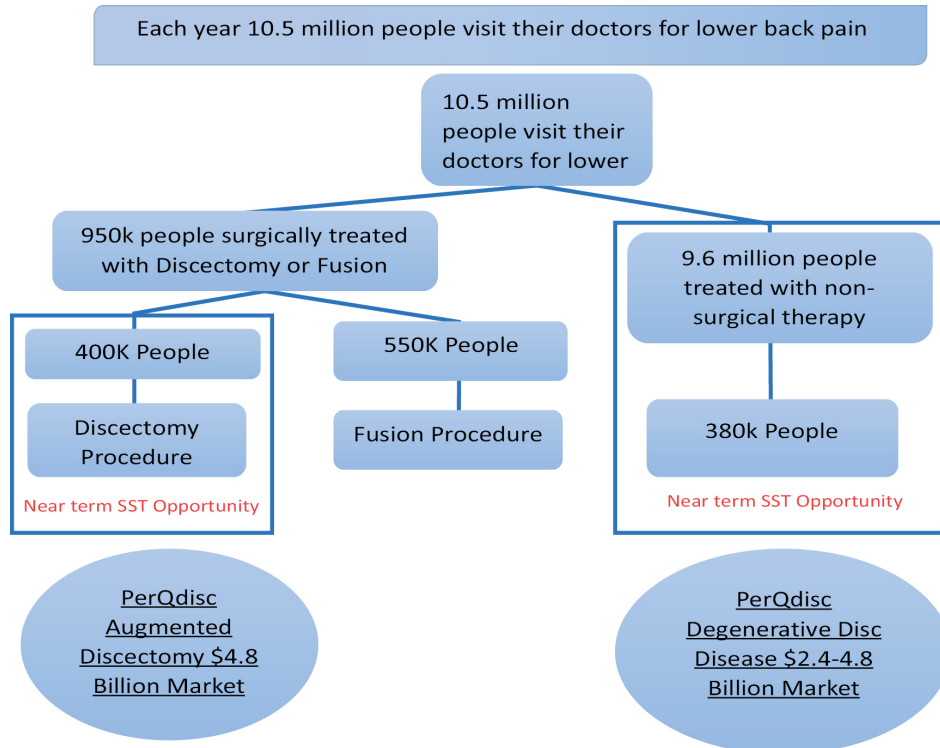 Each year 10.5 million people visit their doctors for lower back pain
10.5 million
people visit their
doctors for lower
950k people surgically treated
with Discectomy or Fusion
9.6 million people
treated with non-
surgical therapy
400K People
550K People
Discectomy
Procedure
Fusion Procedure
380k People
Near term SST Opportunity
Near term SST Opportunity
PerQdisc
Augmented
Discectomy $4.8
Billion Market
PerQdisc
Degenerative Disc
Disease $2.4-4.8
Billion Market